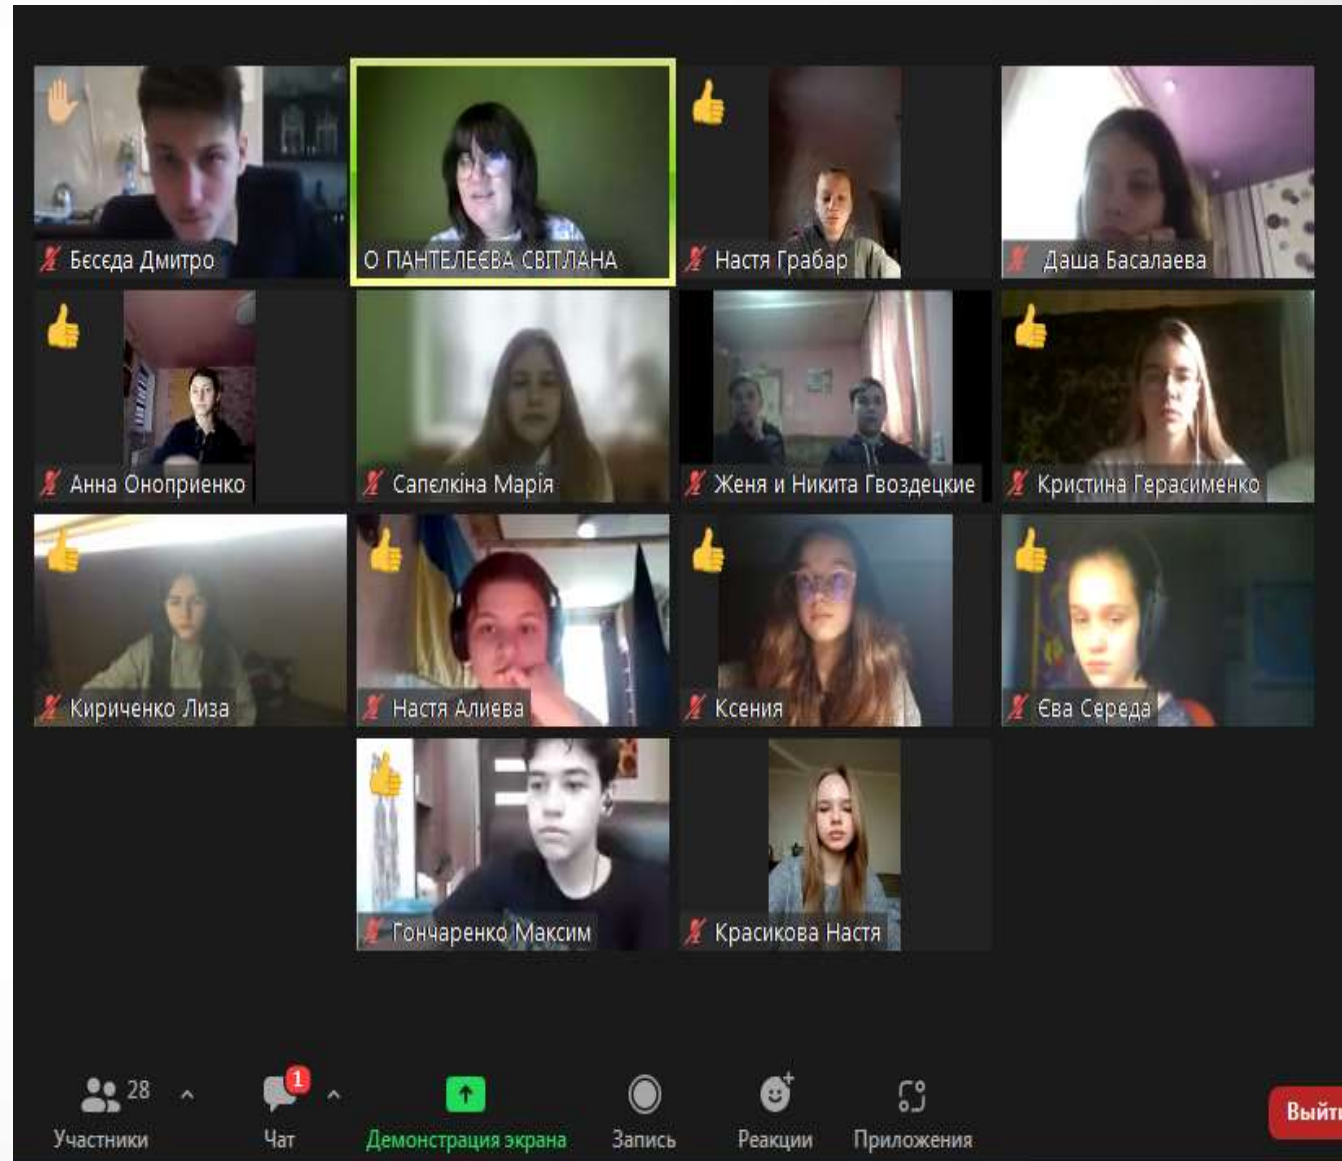 Бєсєда Дмитро
О ПАНТЕЛЕЄВА СВІТЛАНА
Настя Грабар
Даша Басалаева
Анна Оноприенко
Сапєлкіна Марія
Женя и Никита Гвоздецкие
Кристина Герасименко
Кириченко Лиза
Настя Алиева
Ксения
Єва Середа
Гончаренко Максим
Красикова Настя
28
1
Участники
Чат
Демонстрация экрана
Запись
Реакции
Приложения
Выйти